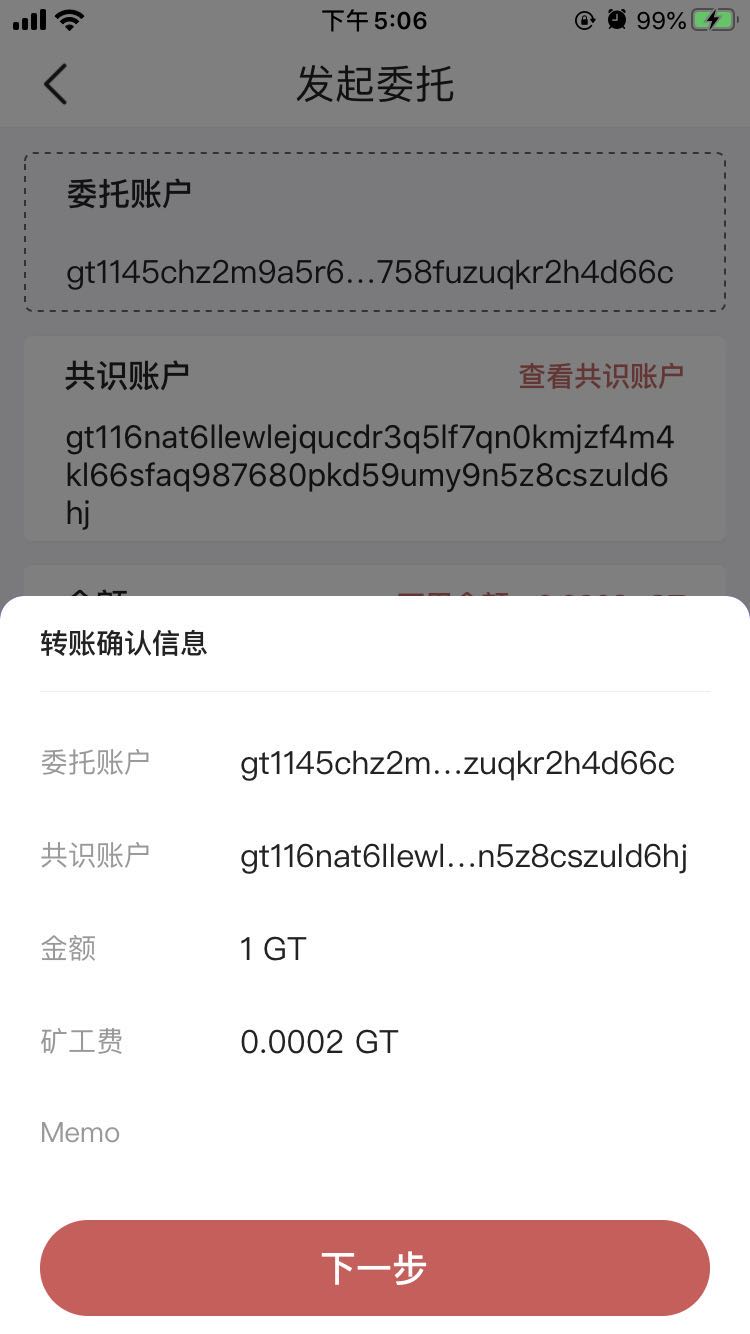 下午5:06
99%
发起委托
委托账户
gt1145chz2m9a5r6...758fuzuqkr2h4d66c
共识账户
查看共识账户
gt116nat6llewlejqucdr3q5lf7qn0kmjzf4m4
kl66sfaq987680pkd59umy9n5z8cszuld6
hj
转账确认信息
委托账户
gt1145chz2m...zuqkr2h4d66c
共识账户
gt116nat6llewl...n5z8cszuld6hj
金额
1 GT
矿工费
0.0002 GT
Memo
下一步